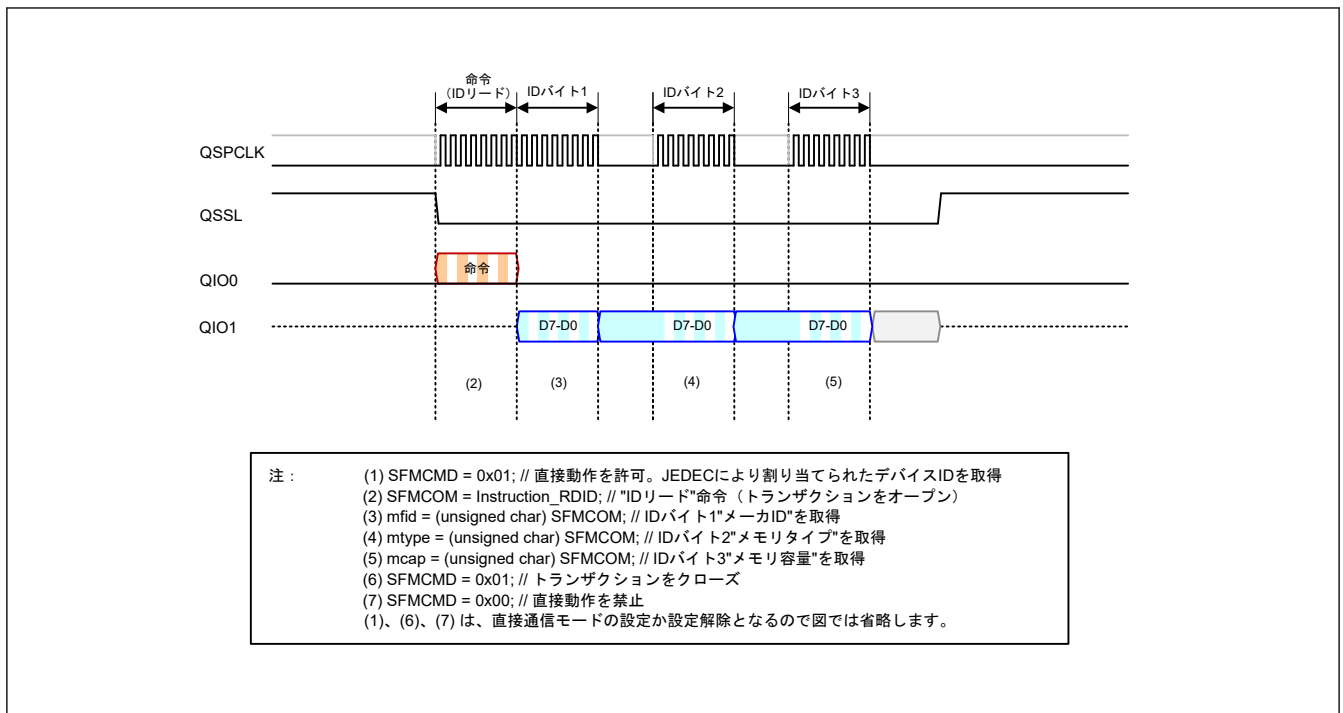 命令
（IDリード） IDバイト1 IDバイト2 IDバイト3
QSPCLK
QSSL
QIO0 命令
QIO1 D7-D0 D7-D0 D7-D0
(2) (3) (4) (5)
注： (1) SFMCMD = 0x01; // 直接動作を許可。JEDECにより割り当てられたデバイスIDを取得
(2) SFMCOM = Instruction_RDID; // "IDリード"命令（トランザクションをオープン）
(3) mfid = (unsigned char) SFMCOM; // IDバイト1"メーカID"を取得
(4) mtype = (unsigned char) SFMCOM; // IDバイト2"メモリタイプ"を取得
(5) mcap = (unsigned char) SFMCOM; // IDバイト3"メモリ容量"を取得
(6) SFMCMD = 0x01; // トランザクションをクローズ
(7) SFMCMD = 0x00; // 直接動作を禁止
(1)、(6)、(7) は、直接通信モードの設定か設定解除となるので図では省略します。